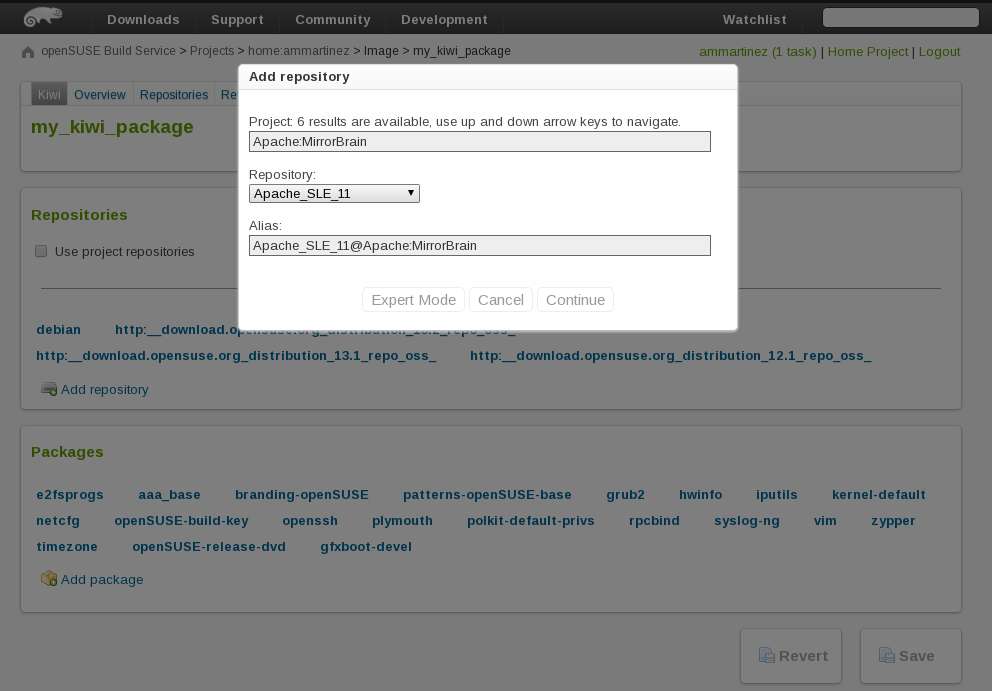 Downloads Support Community Development Watchlist
openSUSE Build Service > Projects > home:ammartinez > Image > my_kiwi_package
ammartinez (1 task) | Home Project | Logout
Add repository
Project: 6 results are available, use up and down arrow keys to navigate.
Apache:MirrorBrain
Repository:
Apache_SLE_11
Alias:
Apache_SLE_11@Apache:MirrorBrain
Expert Mode Cancel Continue
Kiwi Overview Repositories Re
my_kiwi_package
Repositories
Use project repositories
debian http:__download.opensuse.org_distribution_13.2_repo_oss_
http:__download.opensuse.org_distribution_13.1_repo_oss_ http:__download.opensuse.org_distribution_12.1_repo_oss_
Add repository
Packages
e2fsprogs aaa_base branding-openSUSE patterns-openSUSE-base grub2 hwinfo iputils kernel-default
netcfg openSUSE-build-key openssh plymouth polkit-default-privs rpcbind syslog-ng vim zypper
timezone openSUSE-release-dvd gfxboot-devel
Add package
Revert Save